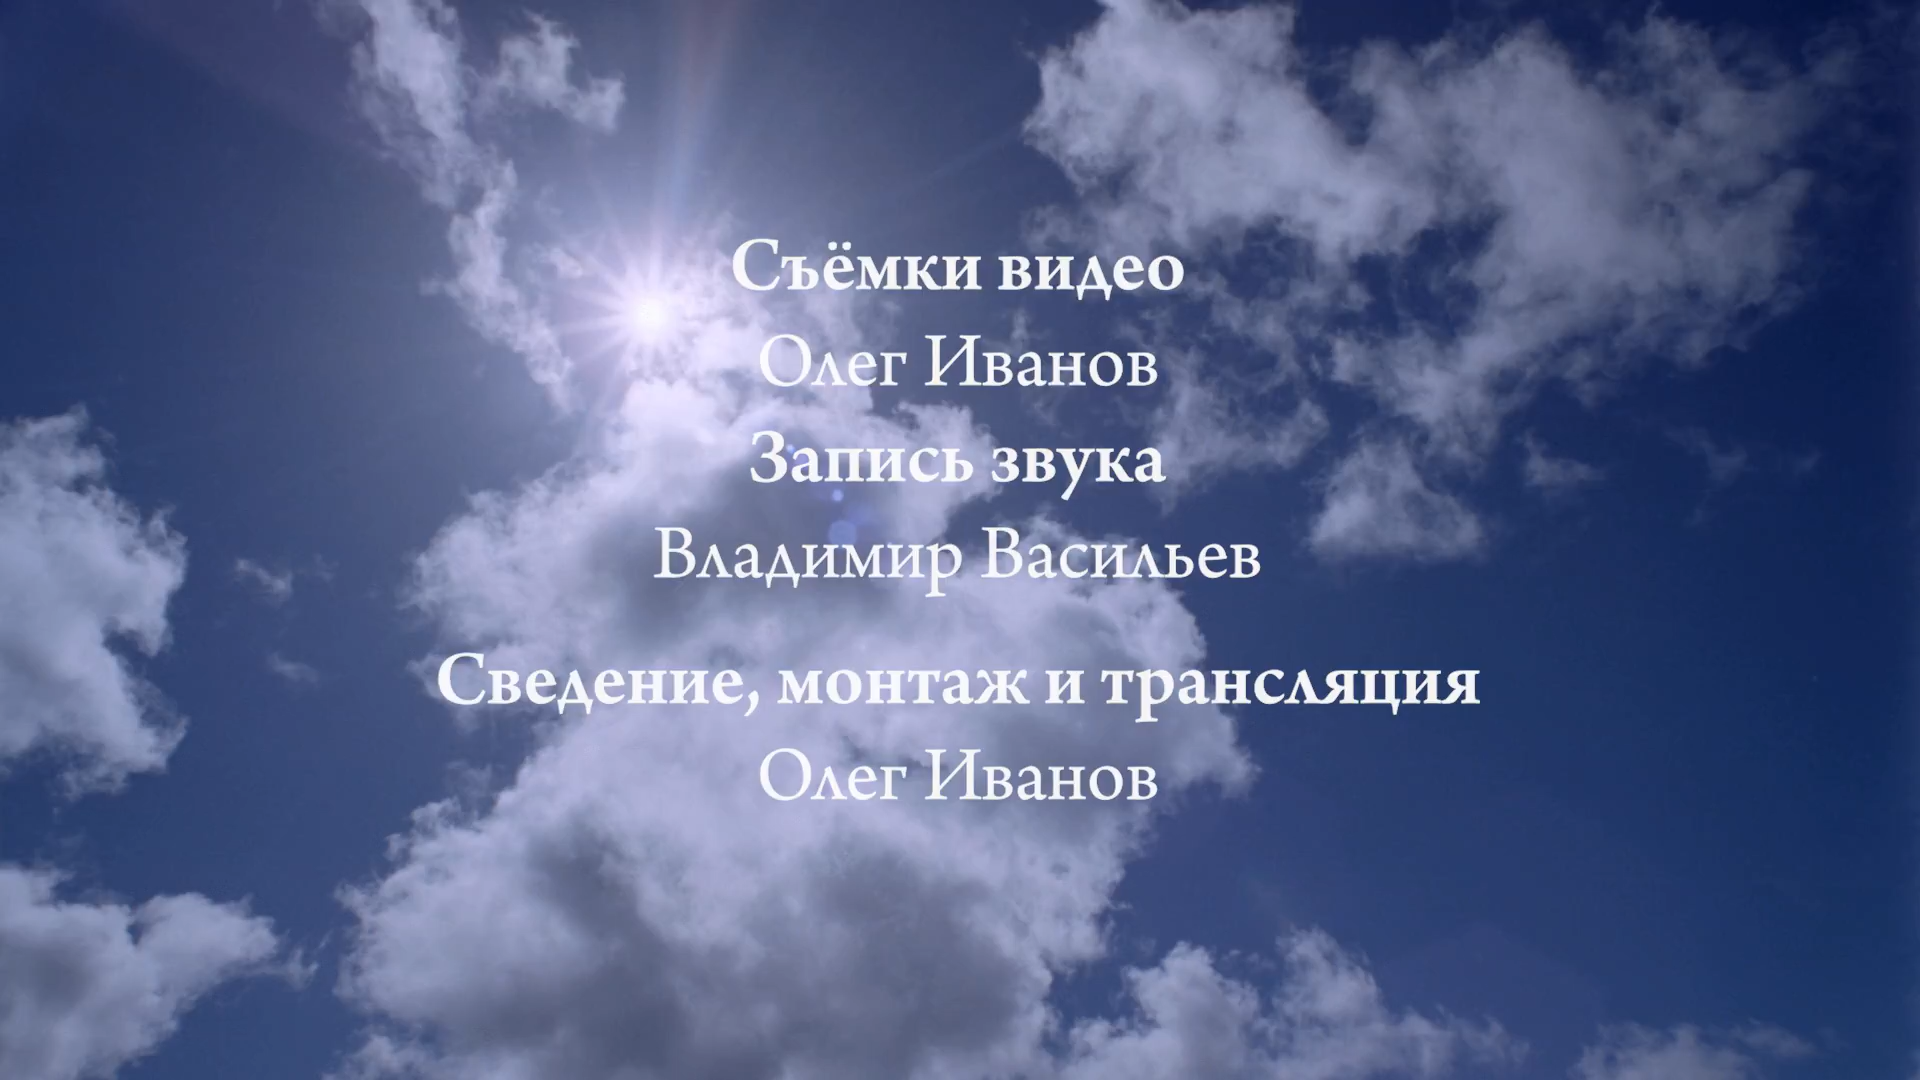 Съёмки видео
Олег Иванов
Запись звука
Владимир Васильев
Сведение, монтаж и трансляция
Олег Иванов